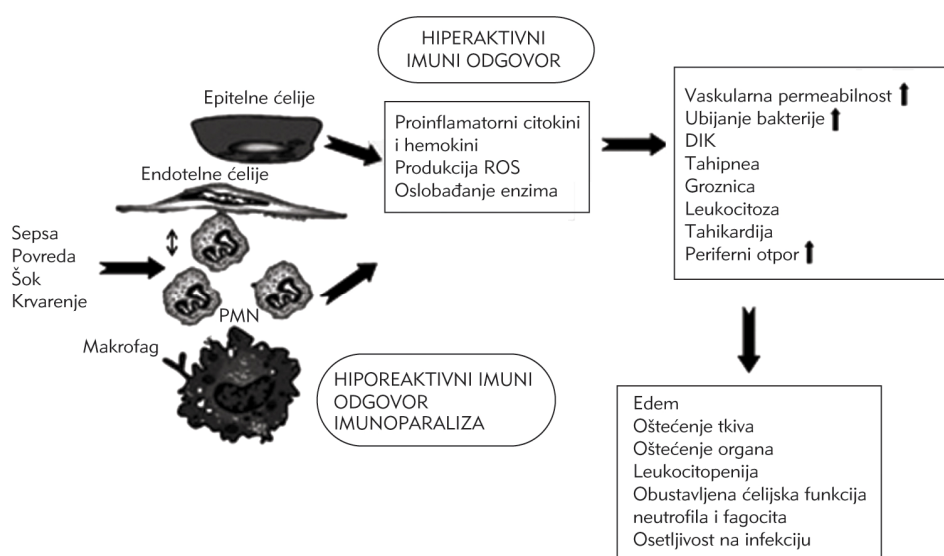 HIPERAKTIVNI
IMUNI ODGOVOR
Epitelne ćelije
Endotelne ćelije
Sepsa
Povreda
Šok
Krvarenje
PMN
Makrofag
HIPOREAKTIVNI IMUNI
ODGOVOR
IMUNOPARALIZA
Proinflamatorni citokini
i hemokini
Produkcija ROS
Oslobađanje enzima
Vaskularna permeabilnost
Ubijanje bakterije
DIK
Tahipnea
Groznica
Leukocitoza
Tahikardija
Periferni otpor
Edem
Oštećenje tkiva
Oštećenje organa
Leukocitopenija
Obustavljena ćelijska funkcija
neutrofila i fagocita
Osetljivost na infekciju